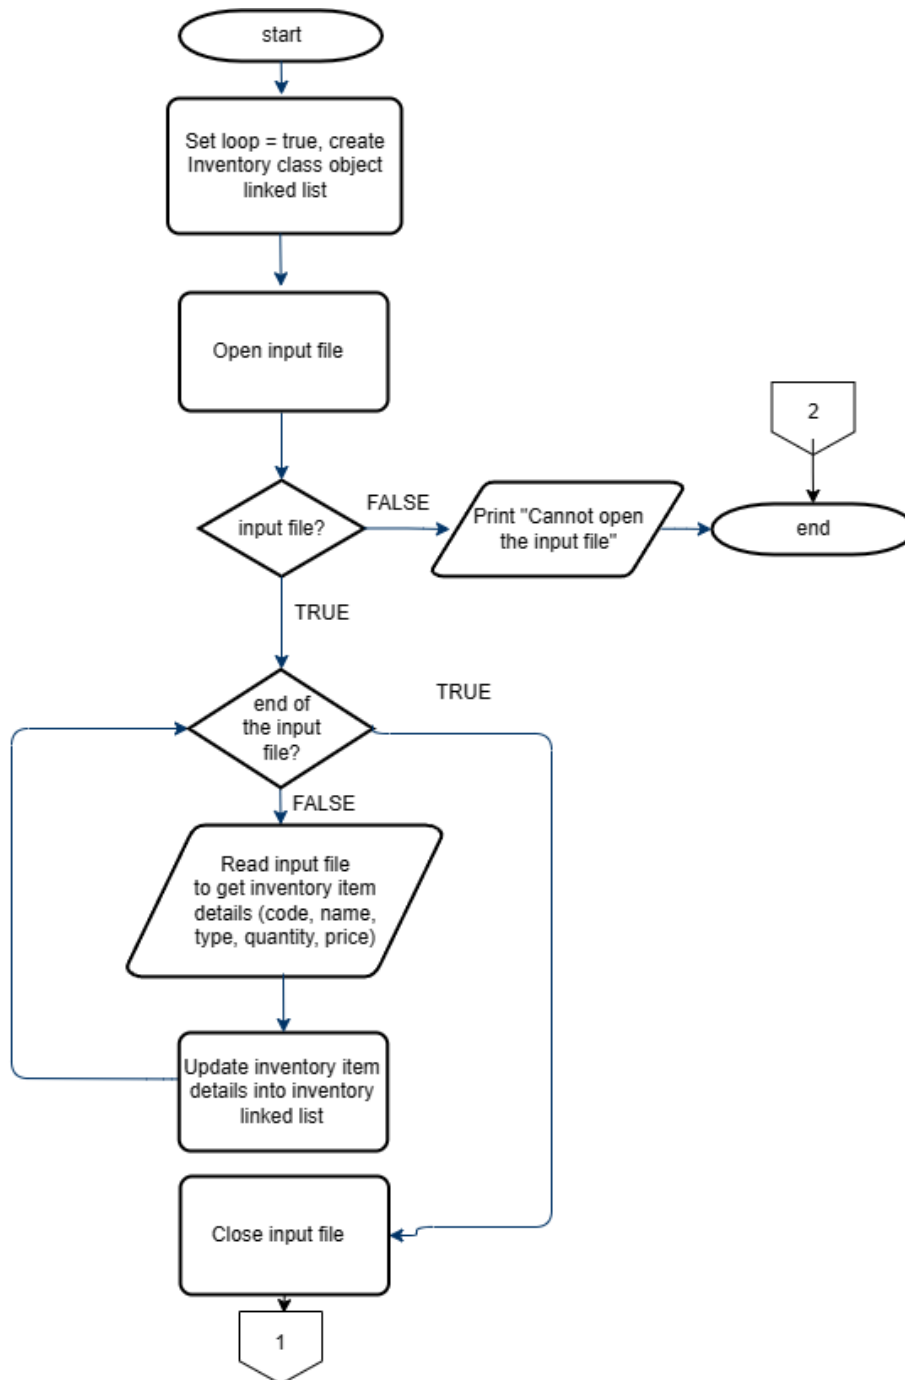 start
Set loop = true, create
Inventory class object
linked list
Open input file
2
input file?
FALSE
Print "Cannot open
the input file"
end
TRUE
end of
the input
file?
TRUE
FALSE
Read input file
to get inventory item
details (code, name,
type, quantity, price)
Update inventory item
details into inventory
linked list
Close input file
1